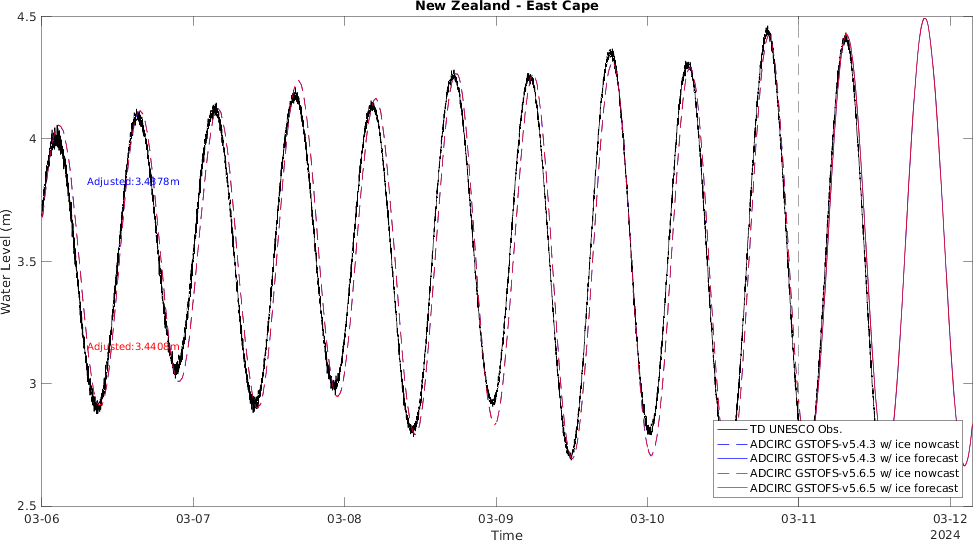 New Zealand - East Cape
4.5
4
3.5
3
2.5
Water Level (m)
Adjusted:3.4378m
Adjusted:3.4408m
TD UNESCO Obs.
ADCIRC GSTOFS-v5.4.3 w/ ice nowcast
ADCIRC GSTOFS-v5.4.3 w/ ice forecast
ADCIRC GSTOFS-v5.6.5 w/ ice nowcast
ADCIRC GSTOFS-v5.6.5 w/ ice forecast
03-06 03-07 03-08 03-09 03-10 03-11 03-12
Time
2024